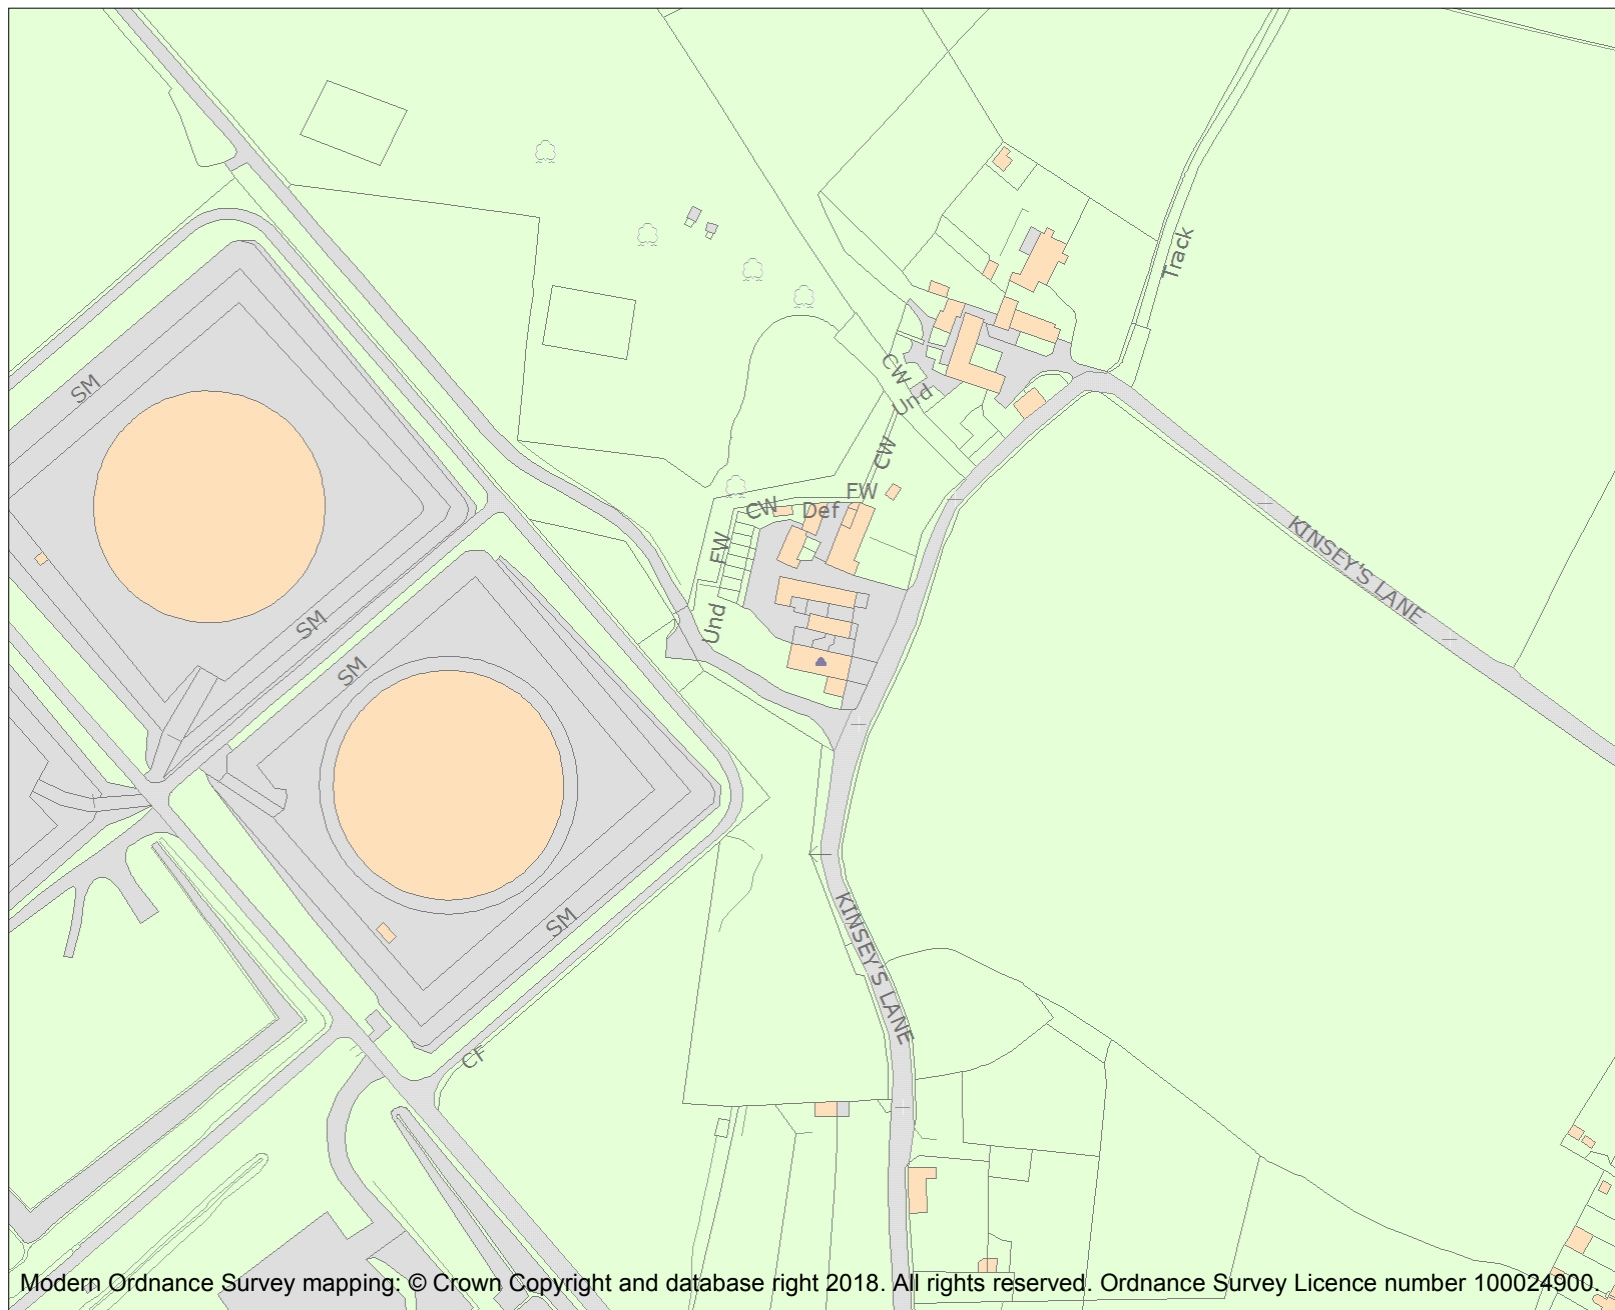 Track
SM
CW
Und
CW
FW
CW
Def
FW
KINSEY'S LANE
SM
Und
SM
SM
KINSEY'S LANE
CF
Modern Ordnance Survey mapping: © Crown Copyright and database right 2018. All rights reserved. Ordnance Survey Licence number 100024900.